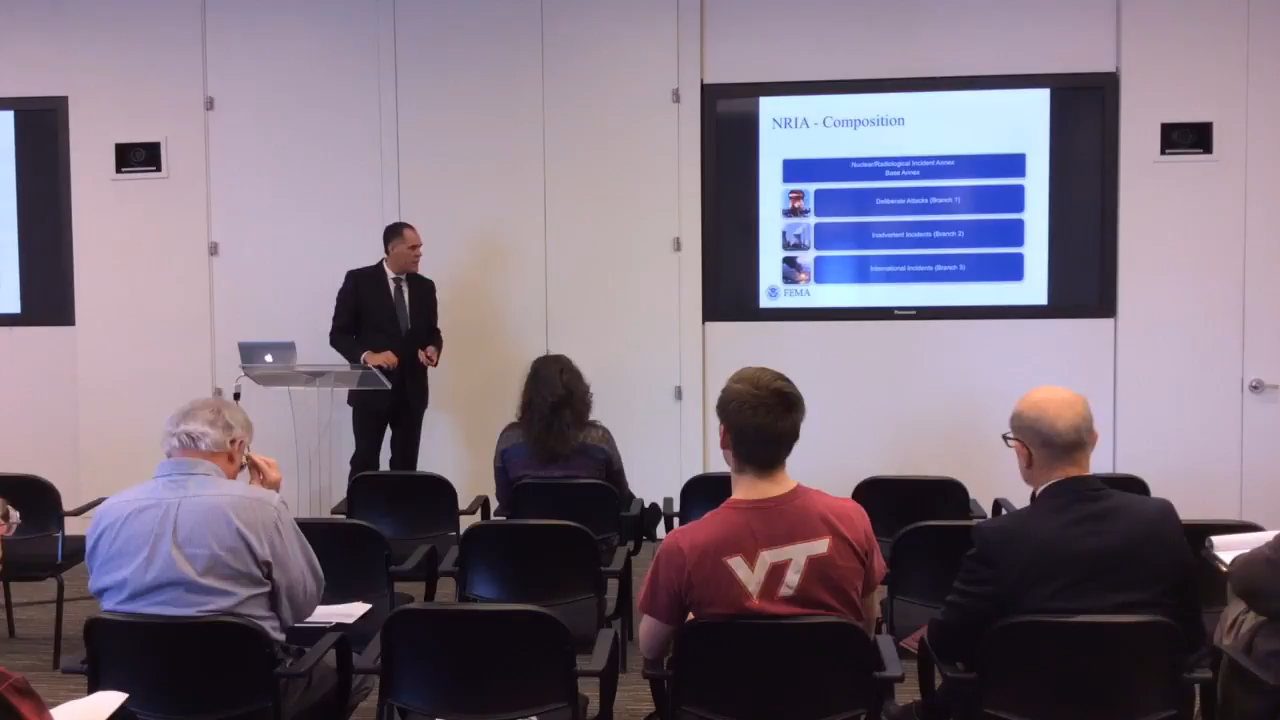 NRIA - Composition
Nuclear/Radiological Incident Annex
Base Annex
Deliberate Attacks (Branch 1)
Inadvertent Incidents (Branch 2)
International Incidents (Branch 3)
FEMA
Panasonic
VT